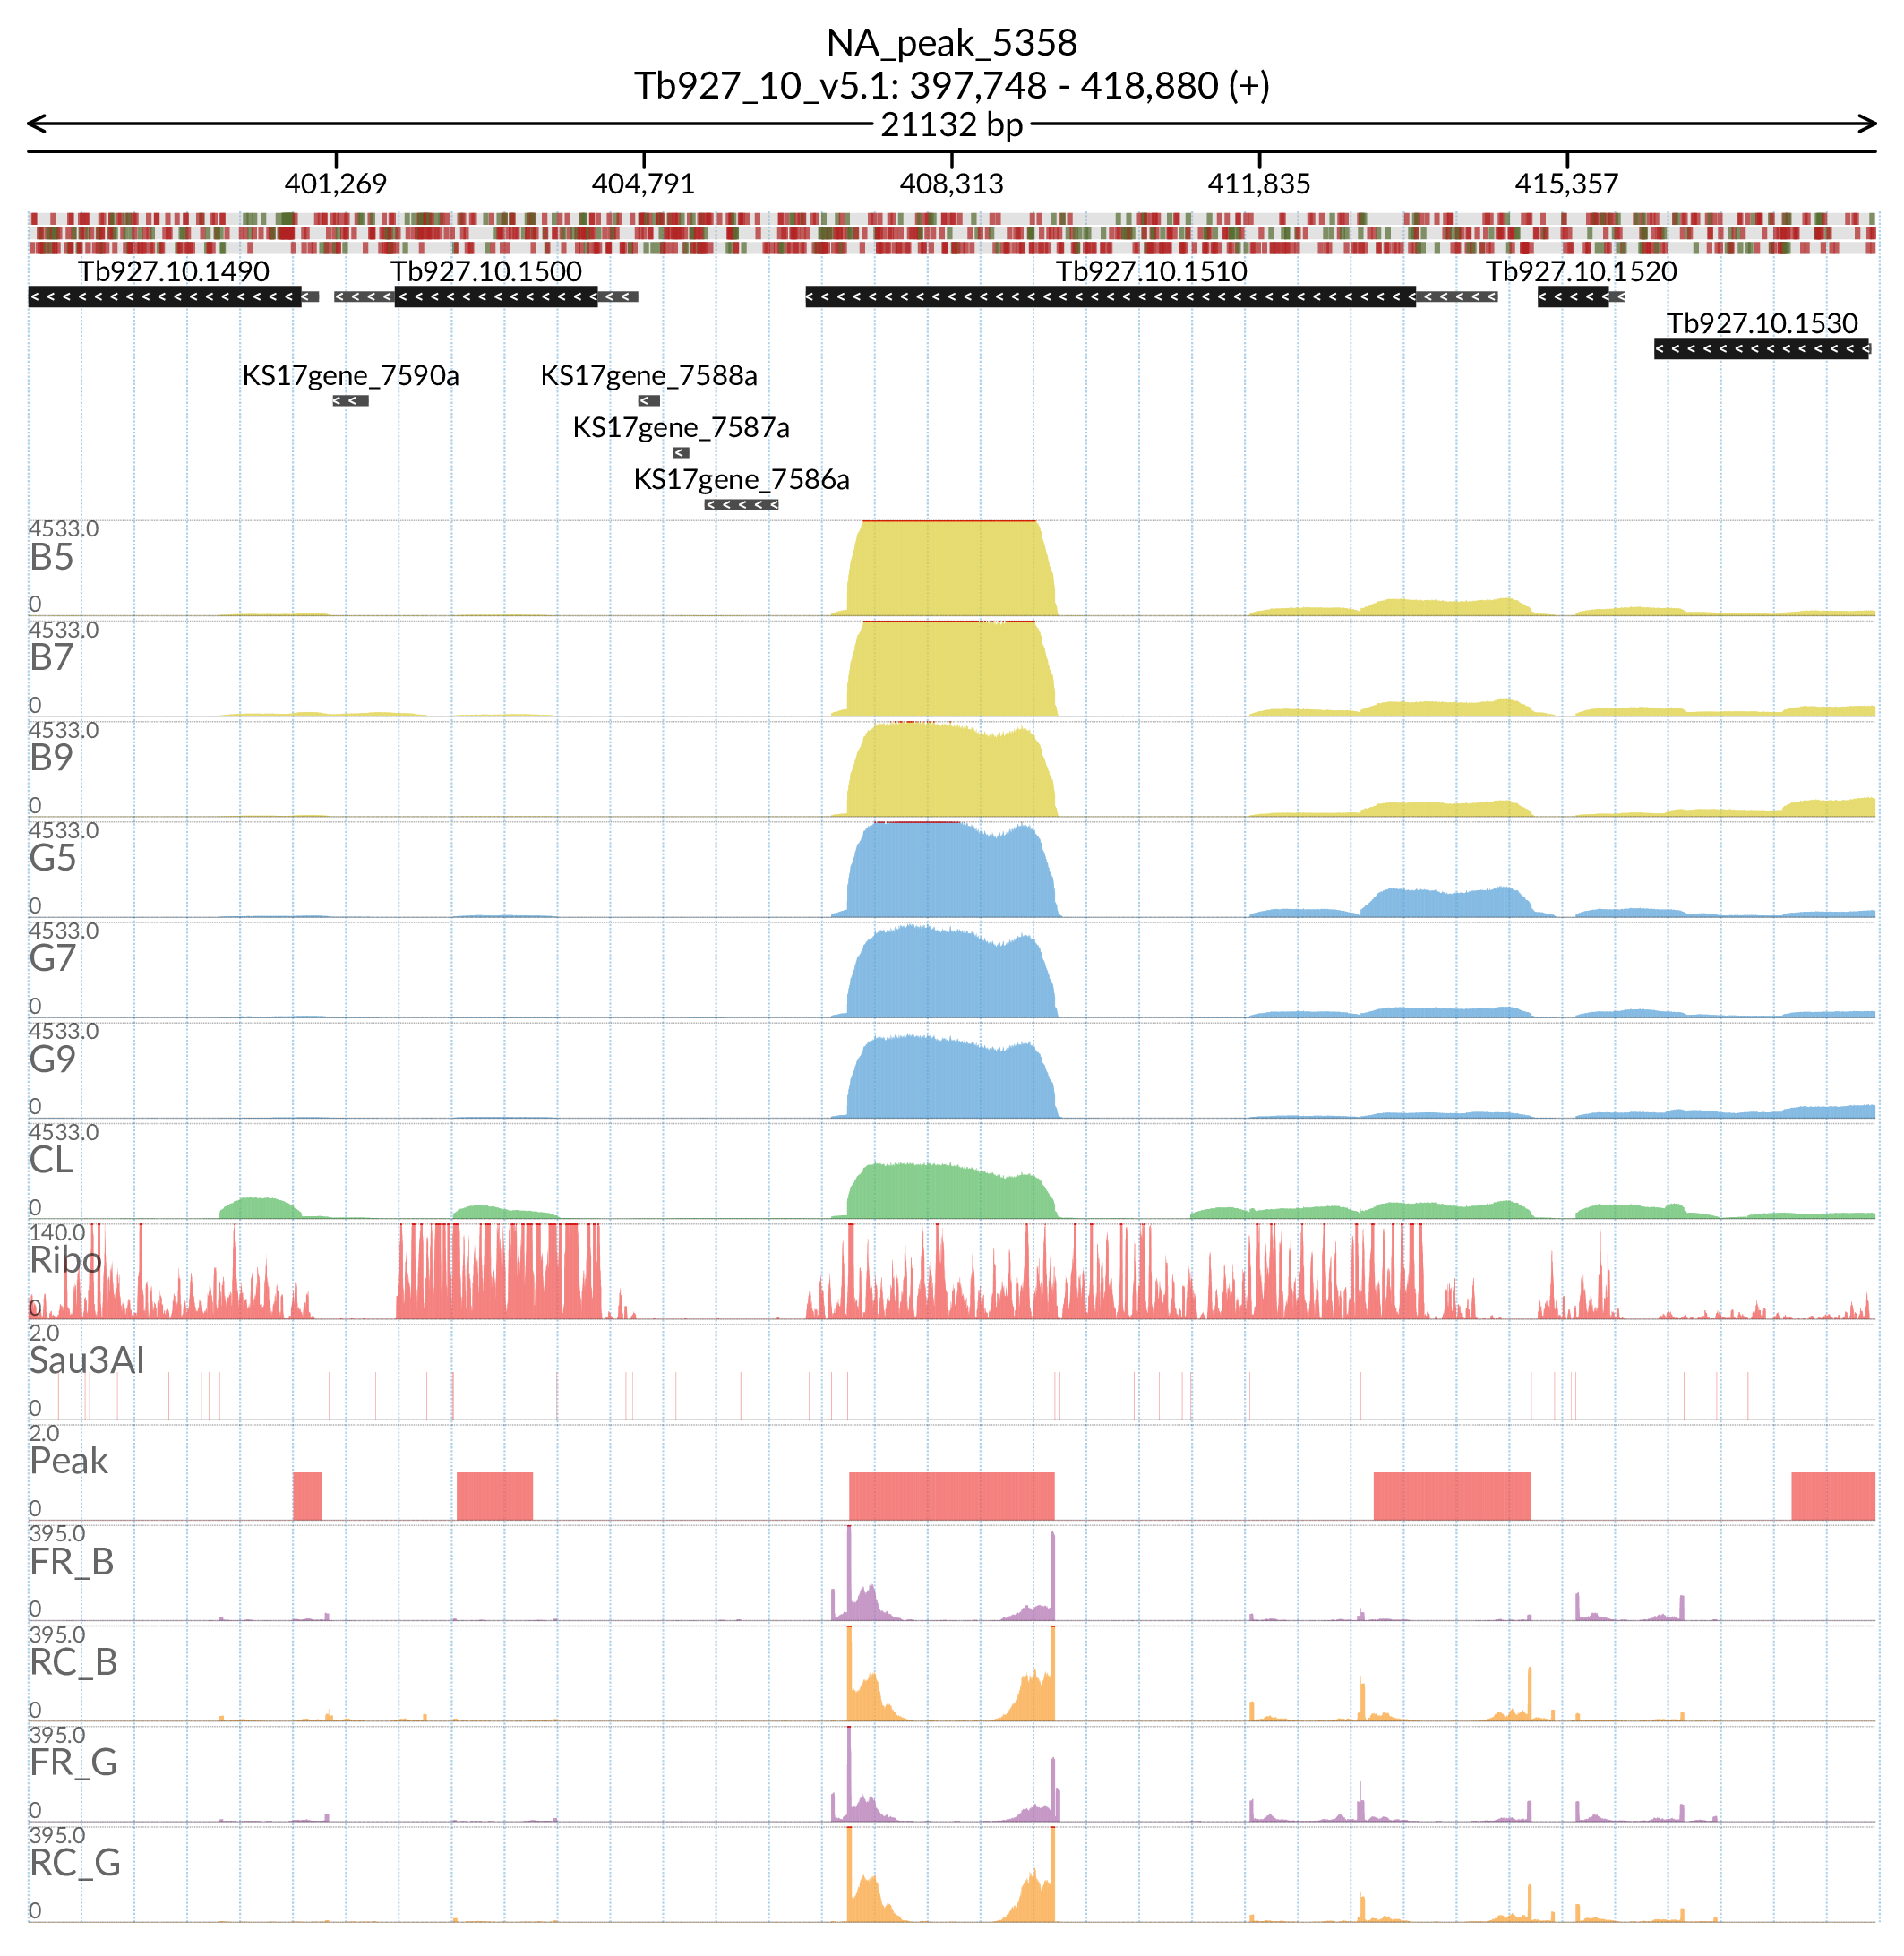 NA_peak_5358
Tb927_10_v5.1: 397,748 - 418,880 (+)
21132 bp
401,269 404,791 408,313 411,835 415,357
Tb927.10.1490 Tb927.10.1500 Tb927.10.1510 Tb927.10.1520
Tb927.10.1530
KS17gene_7590a KS17gene_7588a
KS17gene_7587a
KS17gene_7586a
4533.0
B5
0
4533.0
B7
0
4533.0
B9
0
4533.0
G5
0
4533.0
G7
0
4533.0
G9
0
4533.0
CL
0
140.0
Ribo
0
2.0
Sau3AI
0
2.0
Peak
0
395.0
FR_B
0
395.0
RC_B
0
395.0
FR_G
0
395.0
RC_G
0